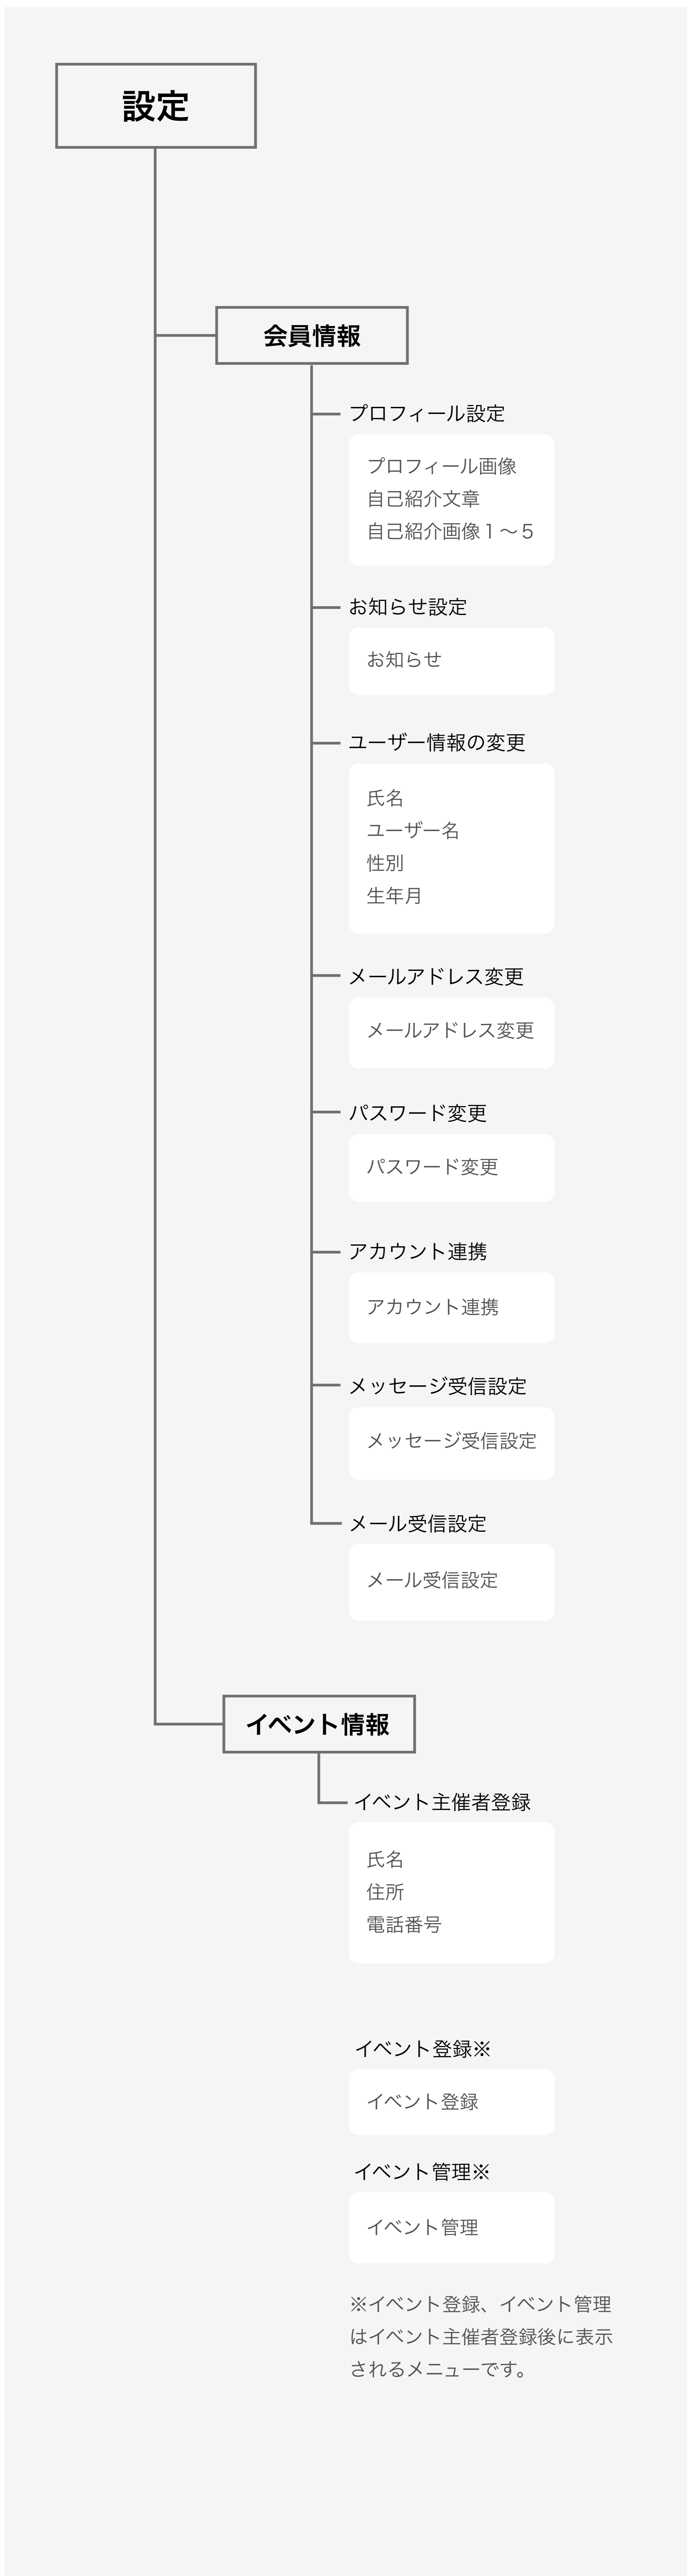 設定
会員情報
プロフィール設定
プロフィール画像
自己紹介文章
自己紹介画像１〜５
お知らせ設定
お知らせ
ユーザー情報の変更
氏名
ユーザー名
性別
生年月
メールアドレス変更
メールアドレス変更
パスワード変更
パスワード変更
アカウント連携
アカウント連携
メッセージ受信設定
メッセージ受信設定
メール受信設定
メール受信設定
イベント情報
イベント主催者登録
氏名
住所
電話番号
イベント登録※
イベント登録
イベント管理※
イベント管理
※イベント登録、イベント管理
はイベント主催者登録後に表示
されるメニューです。